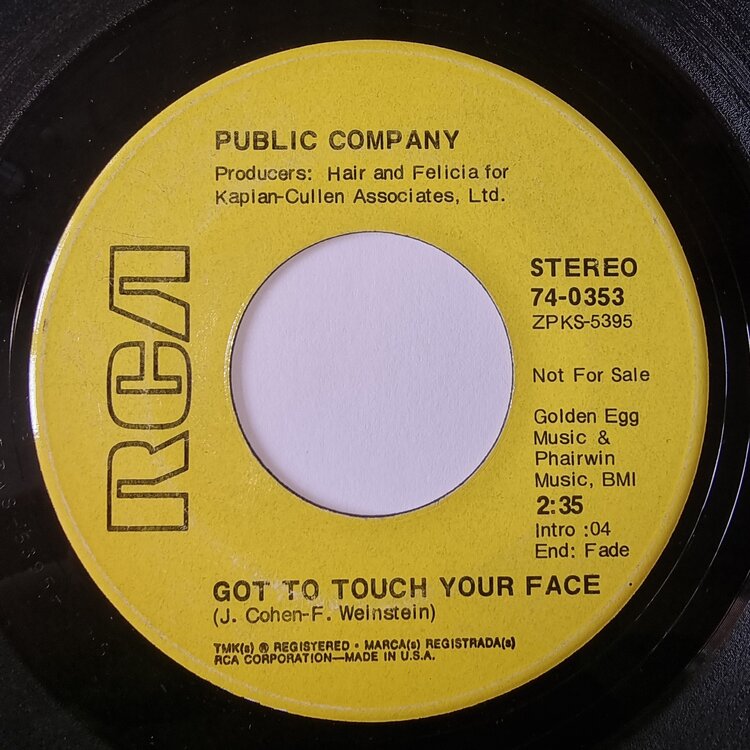 PUBLIC COMPANY
Producers: Hair and Felicia for
Kaplan-Cullen Associates, Ltd.
RCA
STEREO
74-0353
ZPKS-5395
Not For Sale
Golden Egg
Music &
Phairwin
Music, BMI
2:35
Intro :04
End: Fade
GOT TO TOUCH YOUR FACE
(J. Cohen-F. Weinstein)
TMK(s) ® REGISTERED • MARCA(s) REGISTRADA(s)
RCA CORPORATION—MADE IN U.S.A.